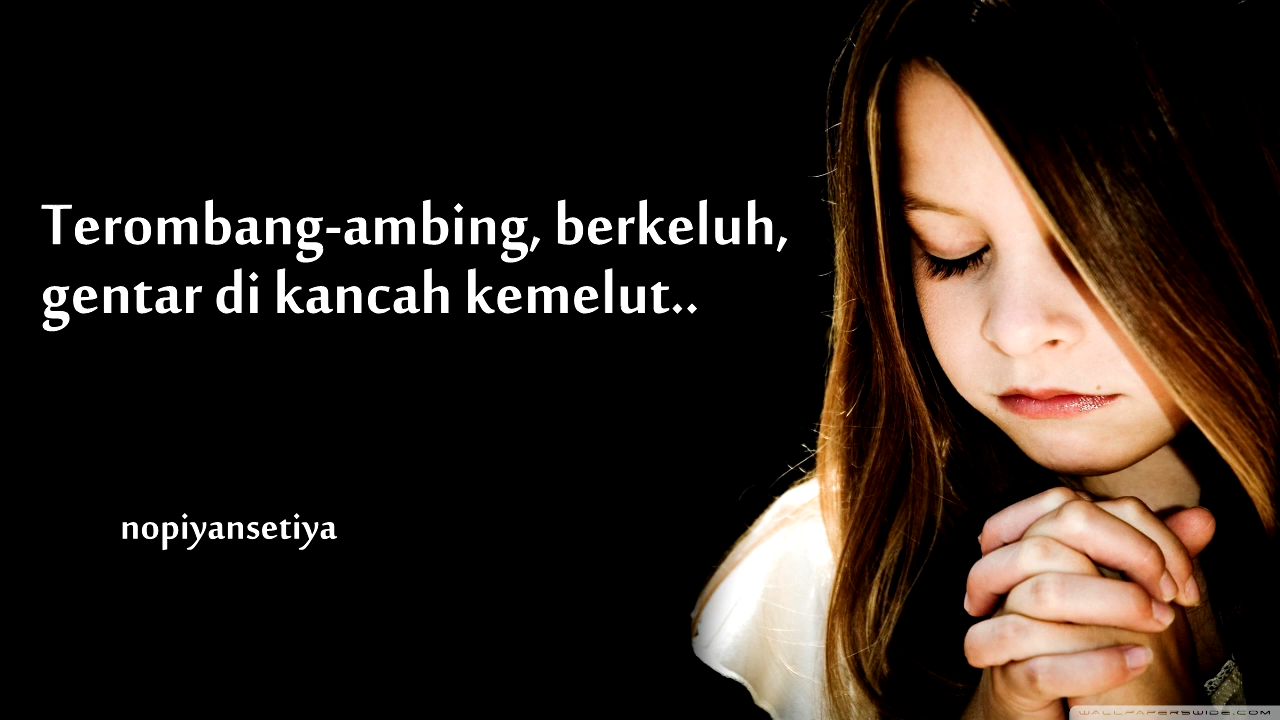 Terombang-ambing, berkeluh,
gentar di kancah kemelut..
nopiyansetiya
WALLPAPERSWIDE.COM